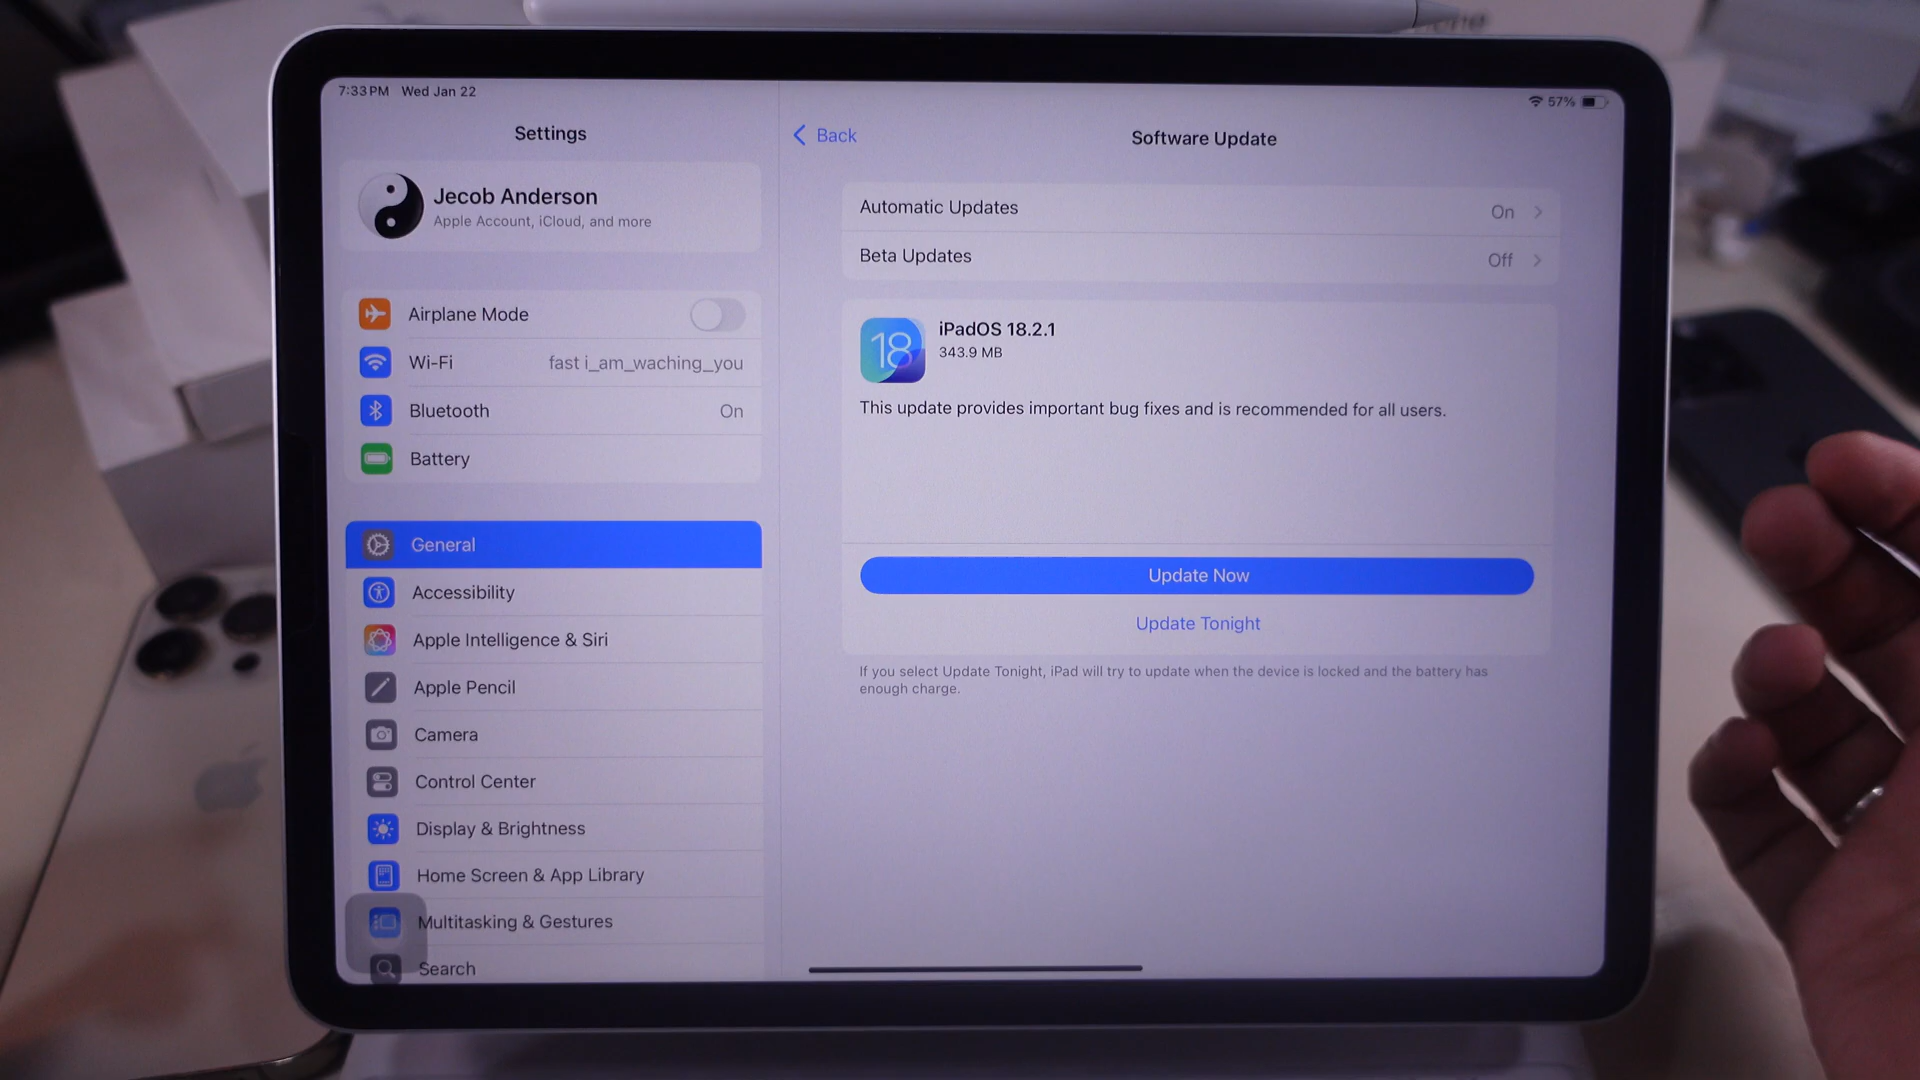 7:33 PM Wed Jan 22
57%
Settings
Jecob Anderson
Apple Account, iCloud, and more
Airplane Mode
Wi-Fi fast i_am_waching_you
Bluetooth On
Battery
General
Accessibility
Apple Intelligence & Siri
Apple Pencil
Camera
Control Center
Display & Brightness
Home Screen & App Library
Multitasking & Gestures
Search
Back
Software Update
Automatic Updates On
Beta Updates Off
18
iPadOS 18.2.1
343.9 MB
This update provides important bug fixes and is recommended for all users.
Update Now
Update Tonight
If you select Update Tonight, iPad will try to update when the device is locked and the battery has
enough charge.